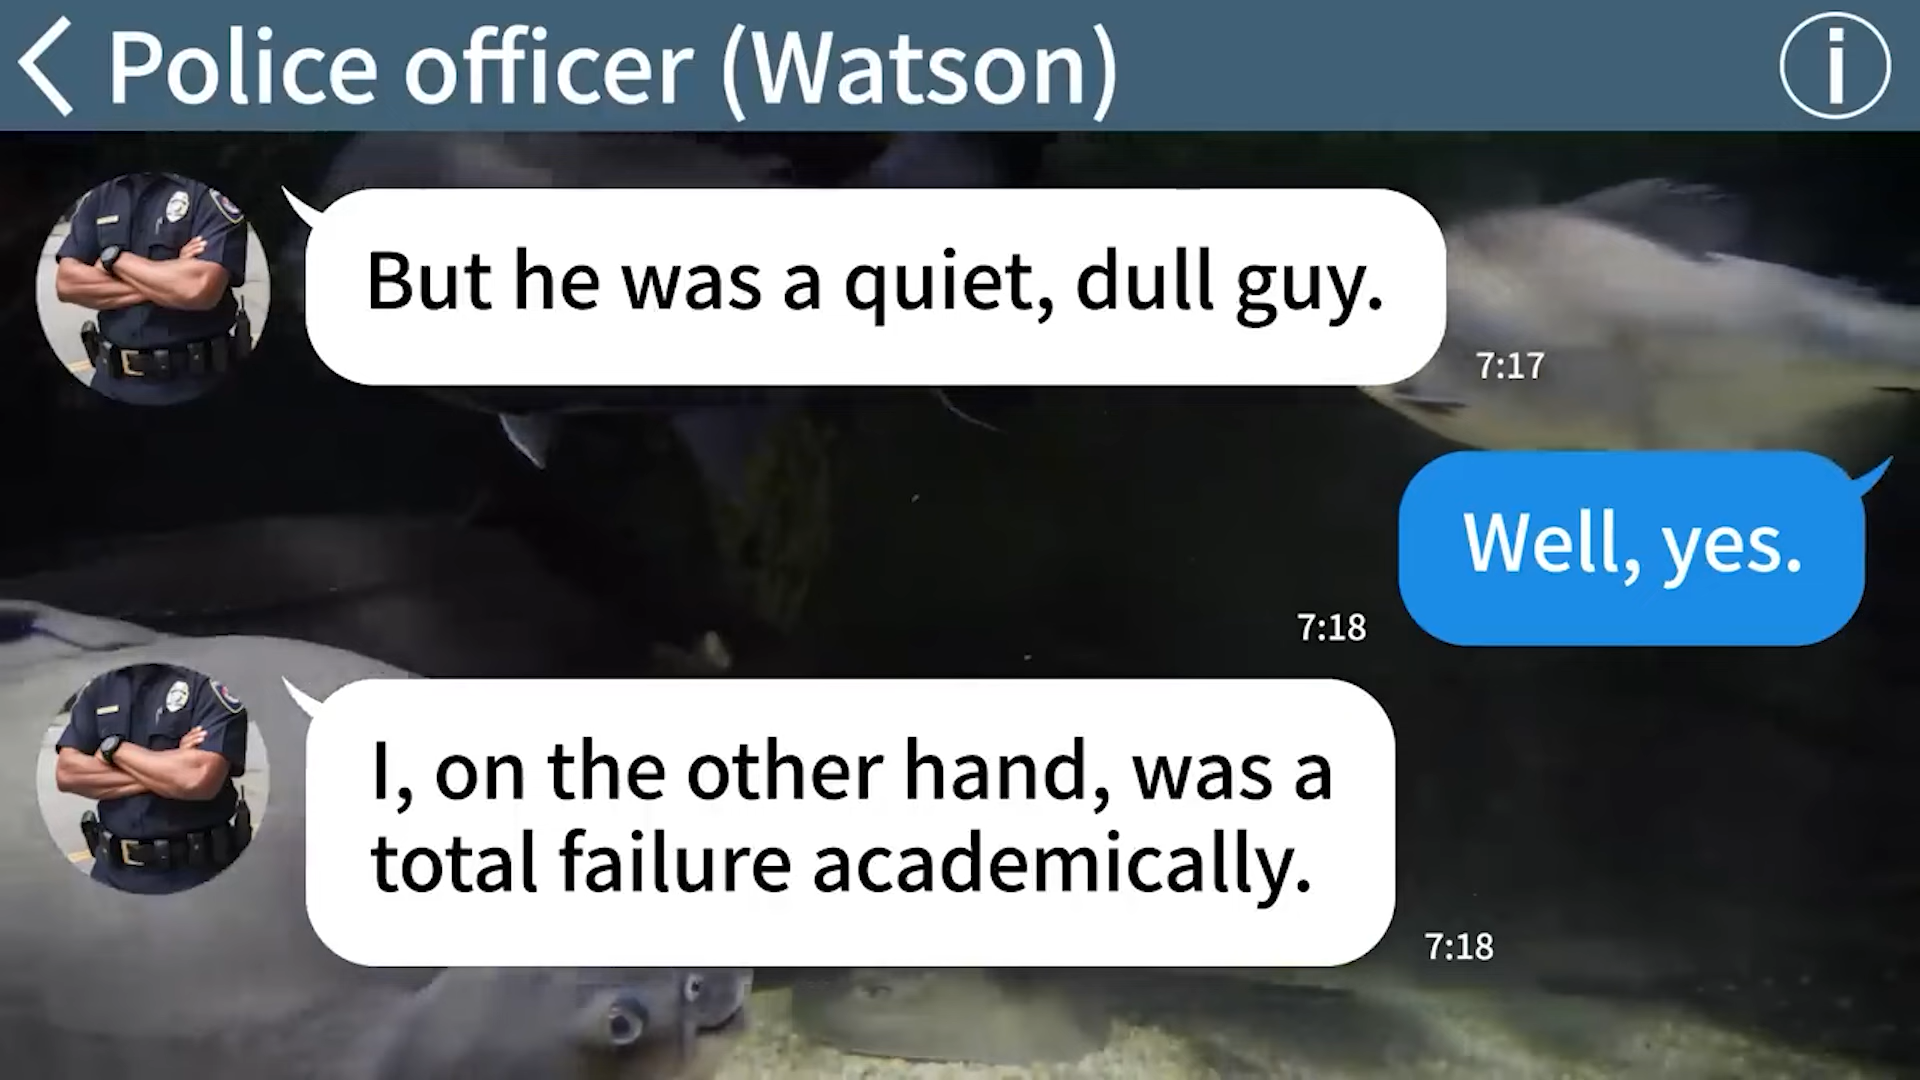 Police officer (Watson)
But he was a quiet, dull guy.
7:17
Well, yes.
7:18
I, on the other hand, was a
total failure academically.
7:18